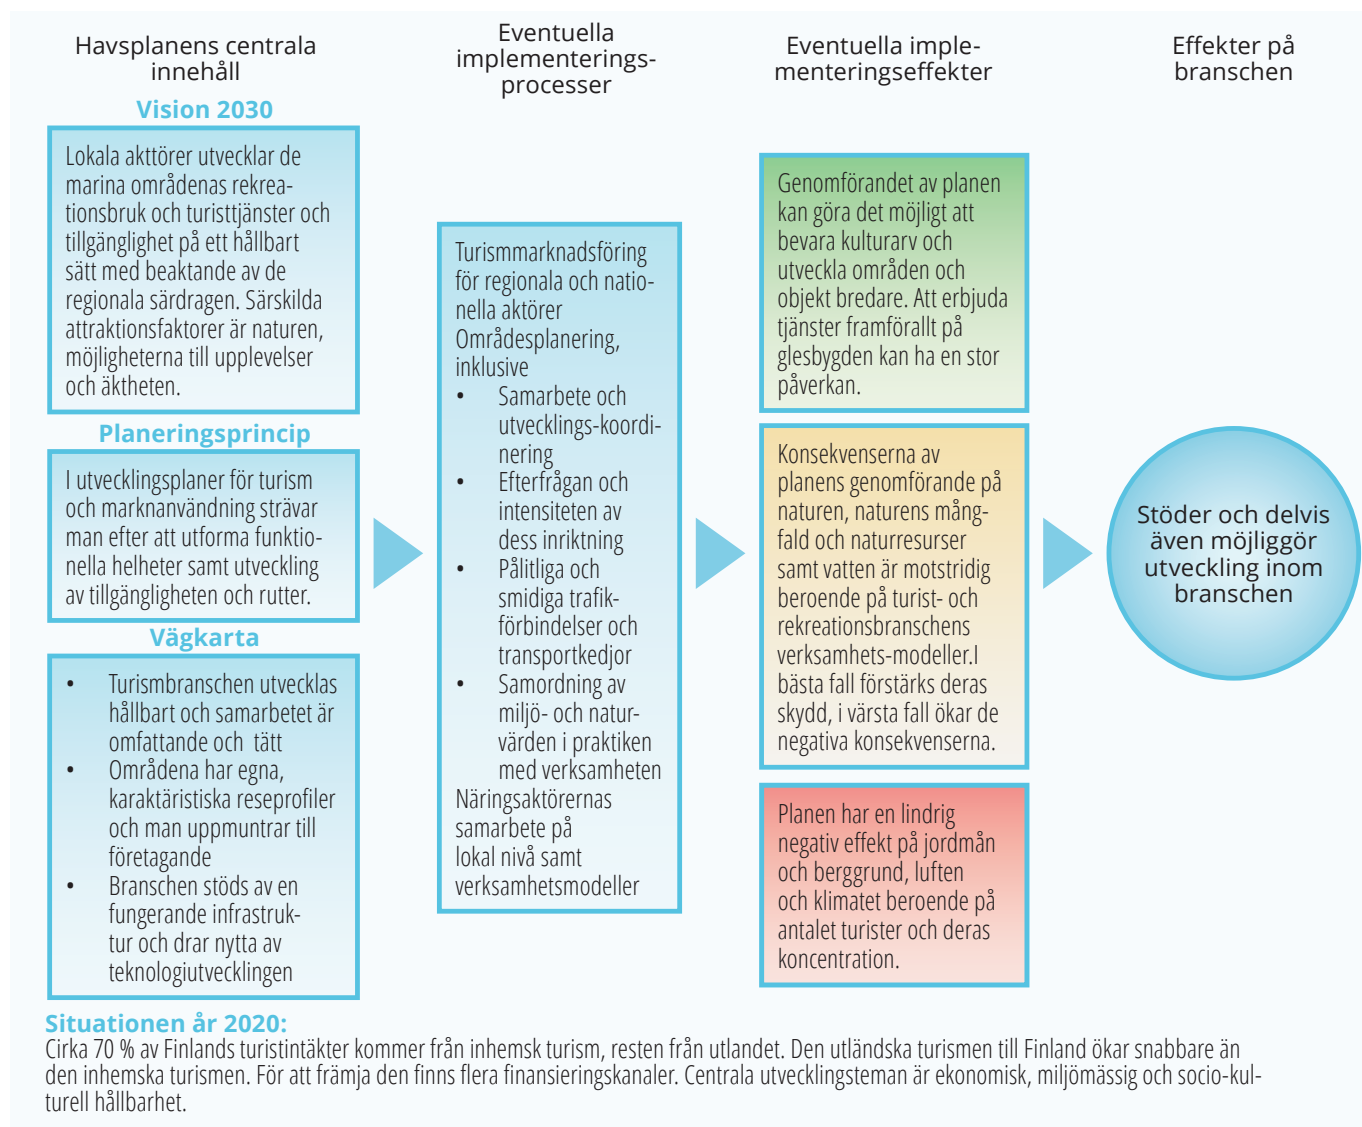 Havsplanens centrala
innehåll
Vision 2030
Lokala akttörer utvecklar de
marina områdenas rekrea-
tionsbruk och turisttjänster och
tillgänglighet på ett hållbart
sätt med beaktande av de
regionala särdragen. Särskilda
attraktionsfaktorer är naturen,
möjligheterna till upplevelser
och äktheten.
Planeringsprincip
I utvecklingsplaner för turism
och marknanvändning strävar
man efter att utforma funktio-
nella helheter samt utveckling
av tillgängligheten och rutter.
Vägkarta
• Turismbranschen utvecklas
hållbart och samarbetet är
omfattande och tätt
• Områdena har egna,
karaktäristiska reseprofiler
och man uppmuntrar till
företagande
• Branschen stöds av en
fungerande infrastruk-
tur och drar nytta av
teknologiutvecklingen
Eventuella
implementerings-
processer
Turismmarknadsföring
för regionala och natio-
nella aktörer
Områdesplanering,
inklusive
• Samarbete och
utvecklings-koordi-
nering
• Efterfrågan och
intensiteten av
dess inriktning
• Pålitliga och
smidiga trafik-
förbindelser och
transportkedjor
• Samordning av
miljö- och natur-
värden i praktiken
med verksamheten
Näringsaktörernas
samarbete på
lokal nivå samt
verksamhetsmodeller
Eventuella imple-
menteringseffekter
Genomförandet av planen
kan göra det möjligt att
bevara kulturarv och
utveckla områden och
objekt bredare. Att erbjuda
tjänster framförallt på
glesbygden kan ha en stor
påverkan.
Konsekvenserna av
planens genomförande på
naturen, naturens mång-
fald och naturresurser
samt vatten är motstridig
beroende på turist- och
rekreationsbranschens
verksamhets-modeller.I
bästa fall förstärks deras
skydd, i värsta fall ökar de
negativa konsekvenserna.
Planen har en lindrig
negativ effekt på jordmån
och berggrund, luften
och klimatet beroende på
antalet turister och deras
koncentration.
Effekter på
branschen
Stöder och delvis
även möjliggör
utveckling inom
branschen
Situationen år 2020:
Cirka 70 % av Finlands turistintäkter kommer från inhemsk turism, resten från utlandet. Den utländska turismen till Finland ökar snabbare än
den inhemska turismen. För att främja den finns flera finansieringskanaler. Centrala utvecklingsteman är ekonomisk, miljömässig och socio-kul-
turell hållbarhet.